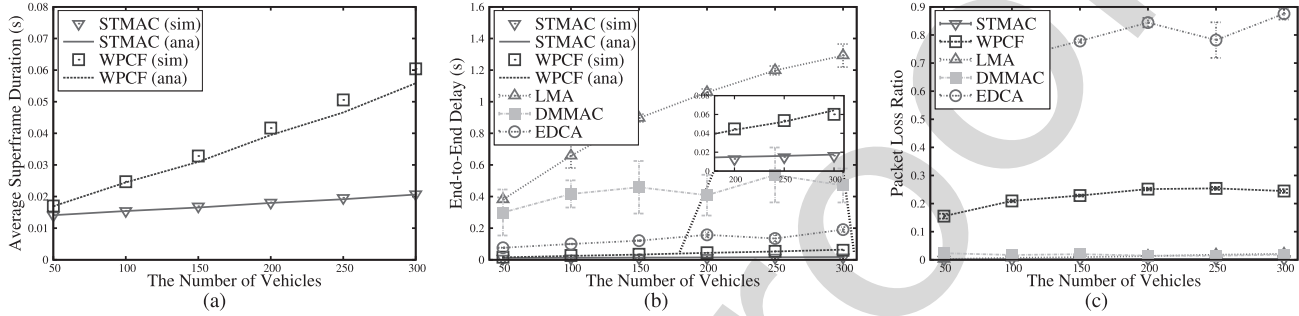 0.08
0.07
0.06
0.05
0.04
0.03
0.02
0.01
0
Average Superframe Duration (s)
STMAC (sim)
STMAC (ana)
WPCF (sim)
WPCF (ana)
50 100 150 200 250 300
The Number of Vehicles
(a)
1.6
1.4
1.2
1
0.8
0.6
0.4
0.2
0
End-to-End Delay (s)
STMAC (sim)
STMAC (ana)
WPCF (sim)
WPCF (ana)
LMA
DMMAC
EDCA
0.08
0.06
0.04
0.02
0
200 250 300
50 100 150 200 250 300
The Number of Vehicles
(b)
0.9
0.8
0.7
0.6
0.5
0.4
0.3
0.2
0.1
0
Packet Loss Ratio
STMAC
WPCF
LMA
DMMAC
EDCA
50 100 150 200 250 300
The Number of Vehicles
(c)